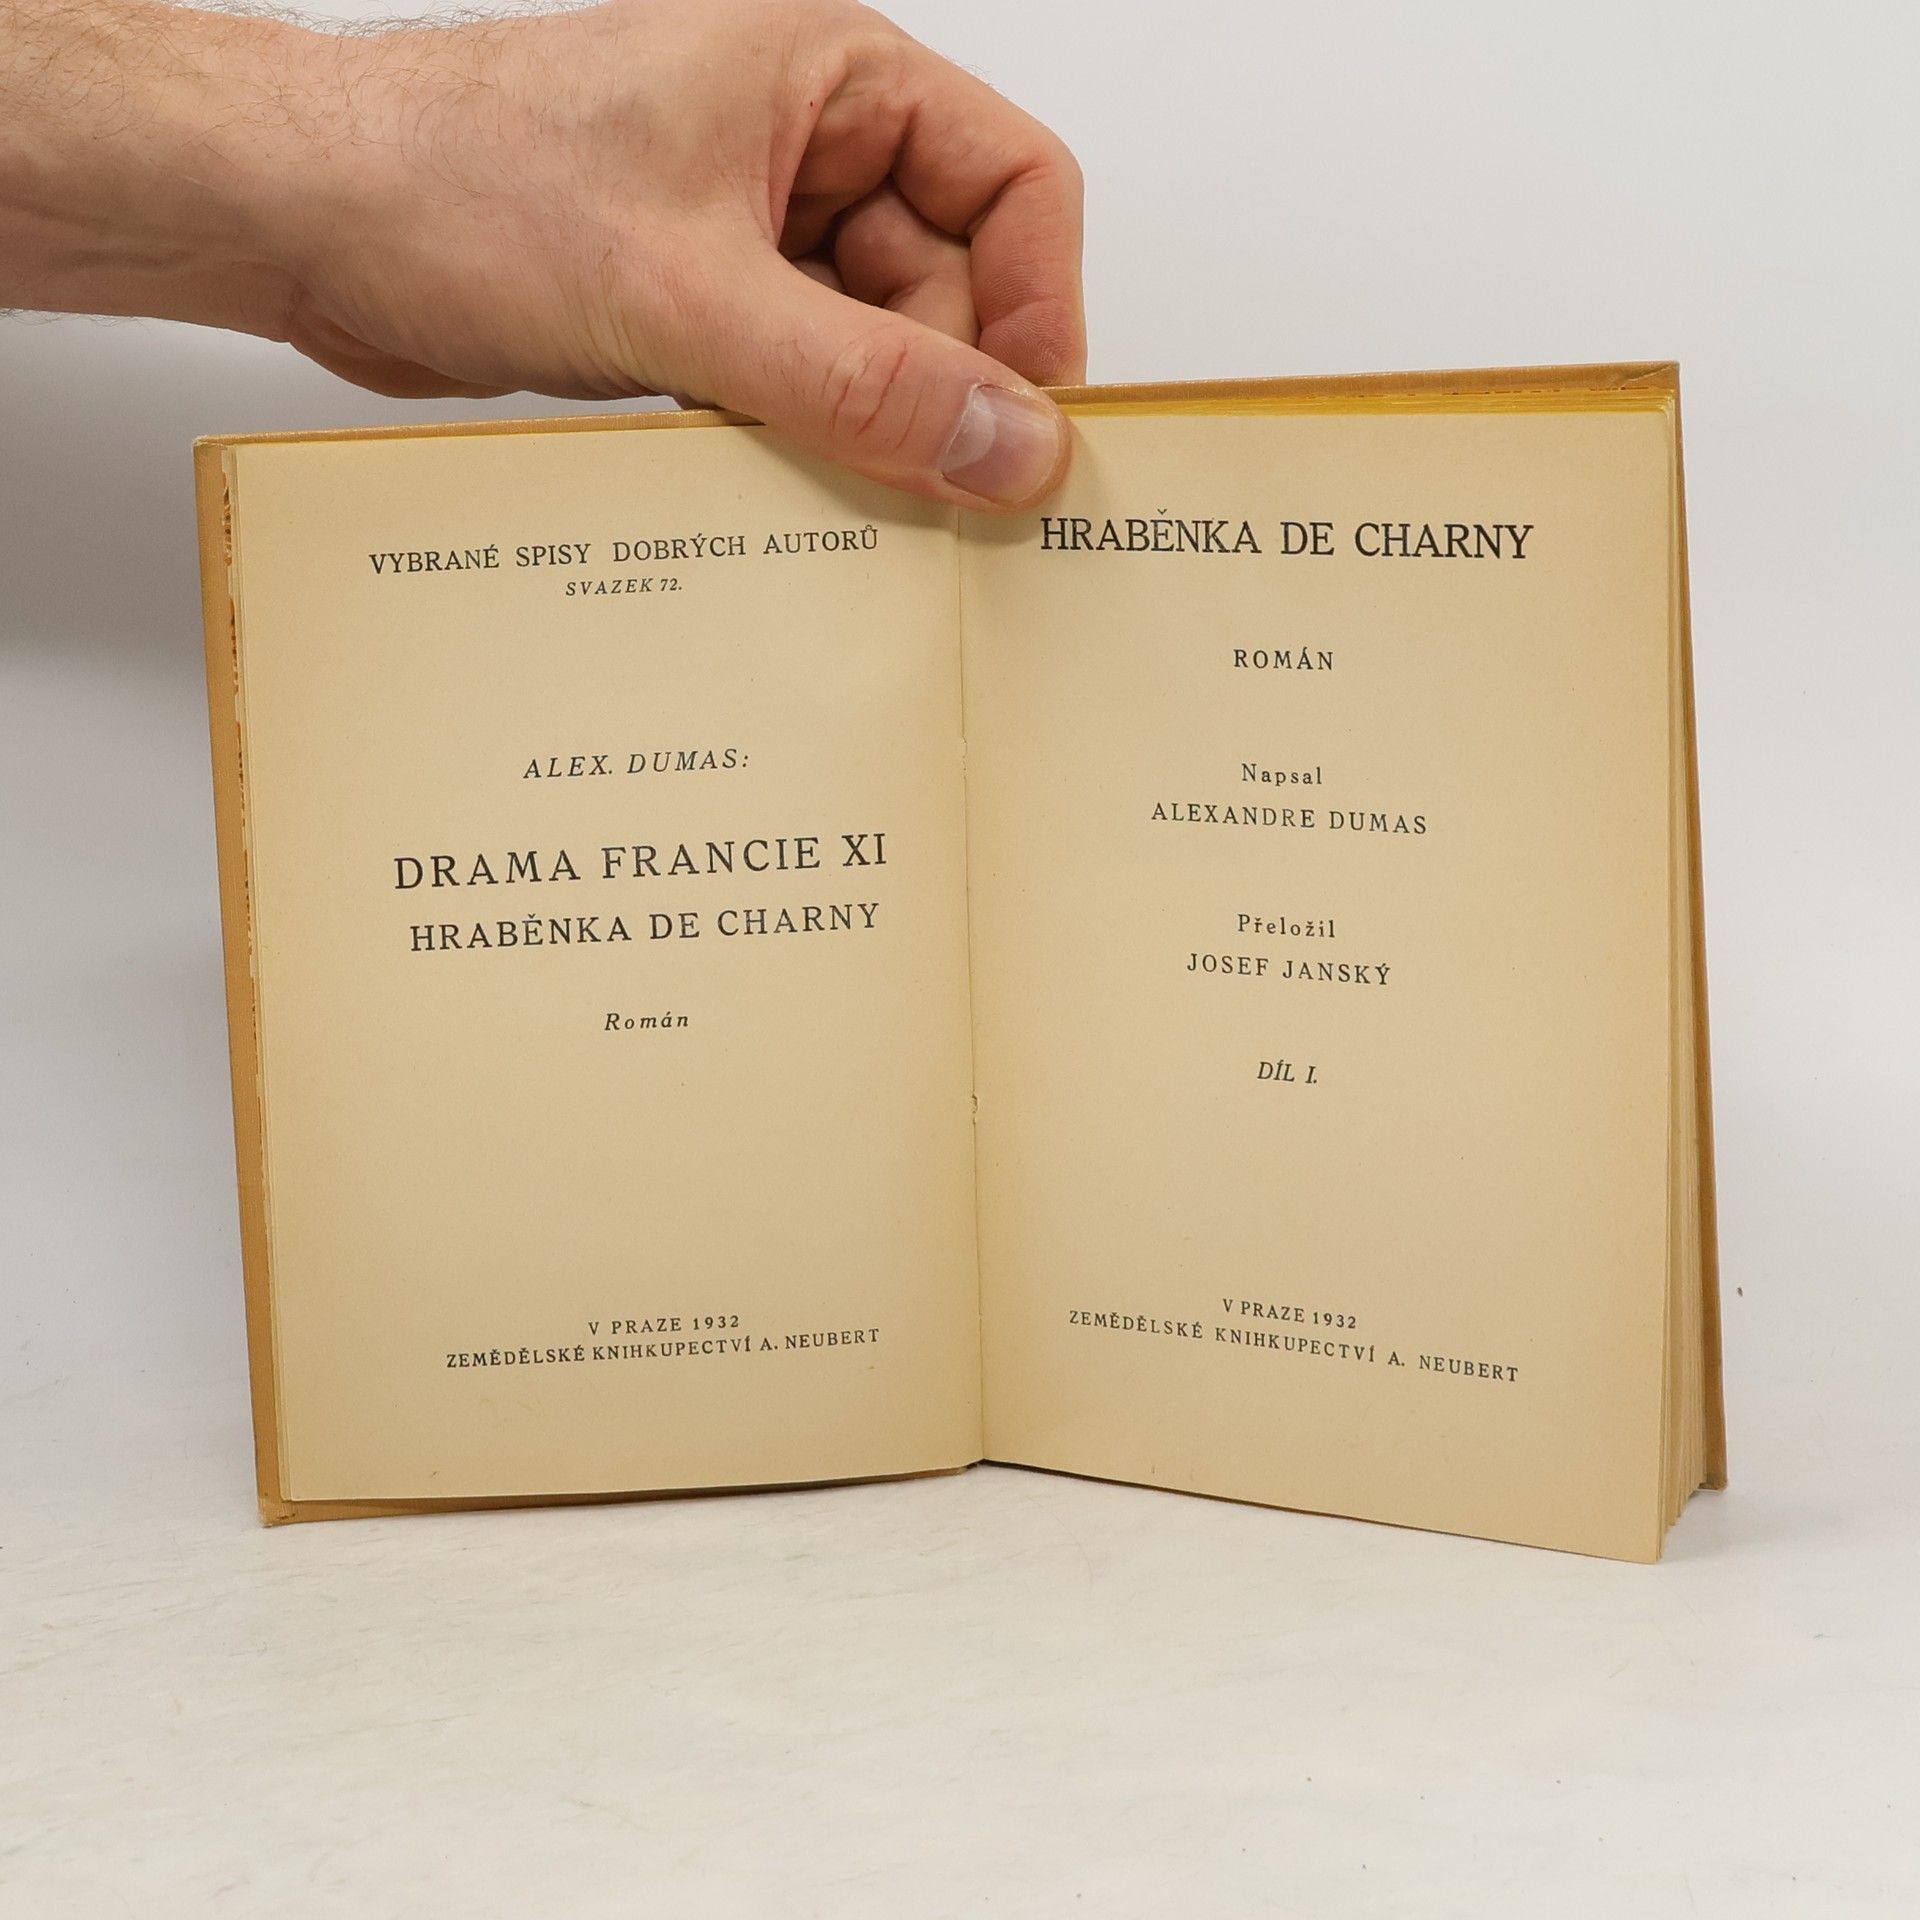 VYBRANÉ SPISY DOBRÝCH AUTORŮ
SVAZEK 72.
ALEX. DUMAS:
DRAMA FRANCIE XI
HRABĚNKA DE CHARNY
Román
V PRAZE 1932
ZEMĚDĚLSKÉ KNIHKUPECTVÍ A. NEUBERT
HRABĚNKA DE CHARNY
ROMÁN
Napsal
ALEXANDRE DUMAS
Přeložil
JOSEF JANSKÝ
DÍL I.
V PRAZE 1932
ZEMĚDĚLSKÉ KNIHKUPECTVÍ A. NEUBERT